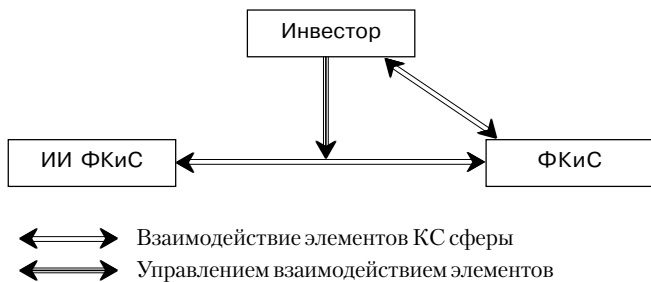 Инвестор
ИИ ФКиС
ФКиС
Взаимодействие элементов КС сферы
Управлением взаимодействием элементов